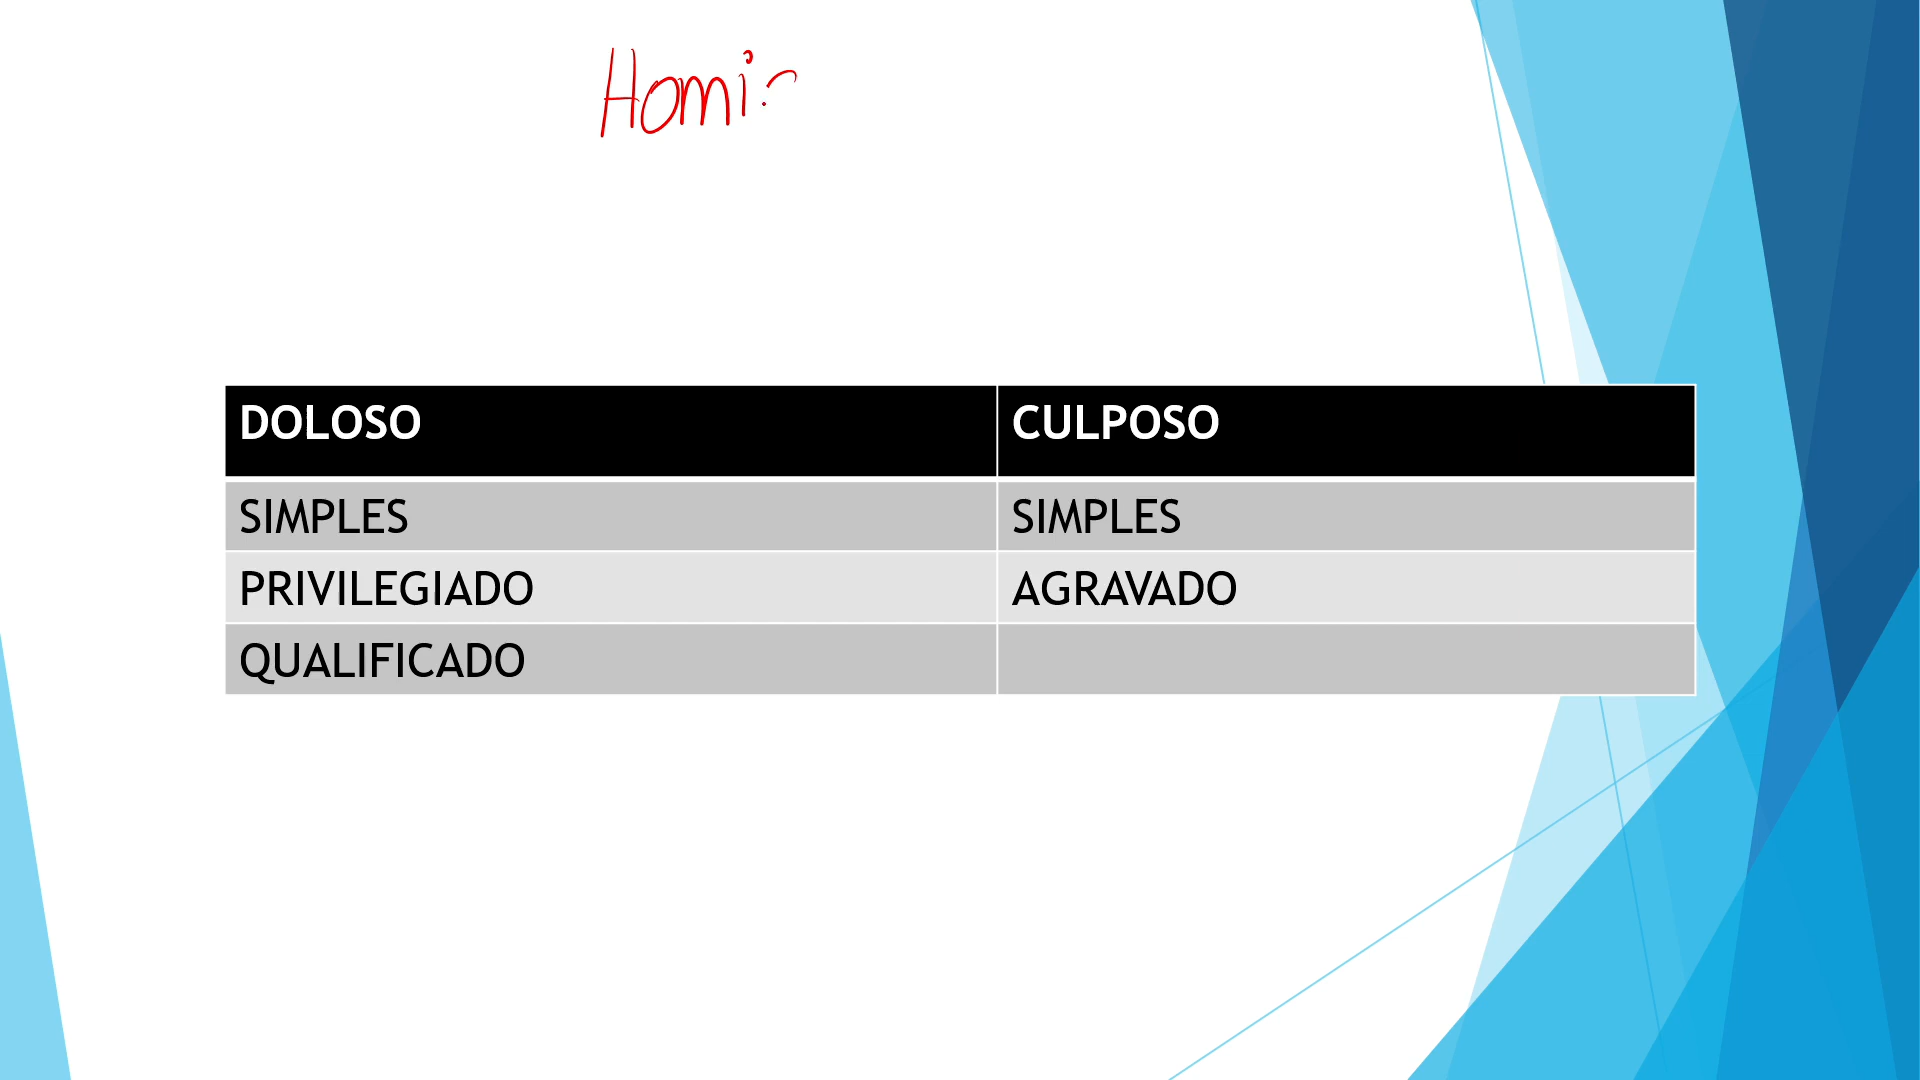 Homi
DOLOSO CULPOSO
SIMPLES SIMPLES
PRIVILEGIADO AGRAVADO
QUALIFICADO